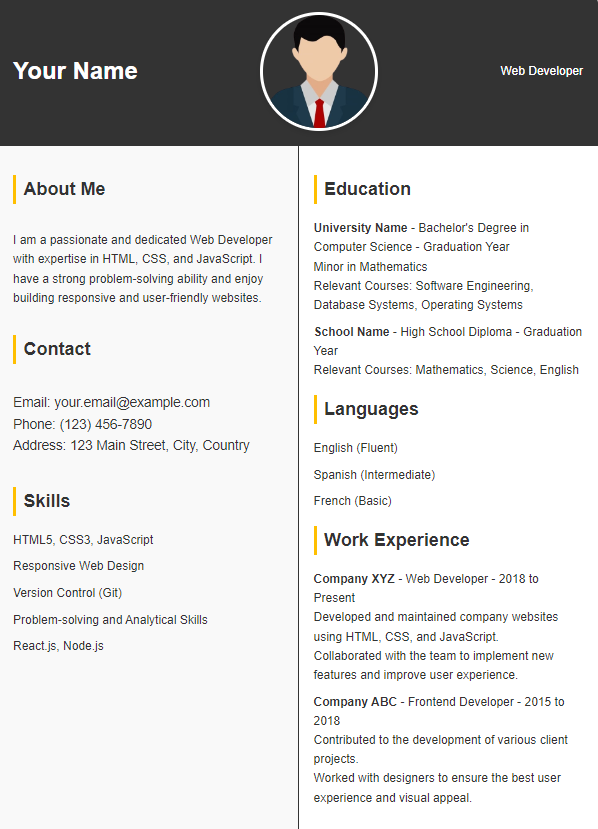 Your Name
Web Developer
About Me
I am a passionate and dedicated Web Developer
with expertise in HTML, CSS, and JavaScript. I
have a strong problem-solving ability and enjoy
building responsive and user-friendly websites.
Contact
Email: your.email@example.com
Phone: (123) 456-7890
Address: 123 Main Street, City, Country
Skills
HTML5, CSS3, JavaScript
Responsive Web Design
Version Control (Git)
Problem-solving and Analytical Skills
React.js, Node.js
Education
University Name - Bachelor's Degree in
Computer Science - Graduation Year
Minor in Mathematics
Relevant Courses: Software Engineering,
Database Systems, Operating Systems
School Name - High School Diploma - Graduation
Year
Relevant Courses: Mathematics, Science, English
Languages
English (Fluent)
Spanish (Intermediate)
French (Basic)
Work Experience
Company XYZ - Web Developer - 2018 to
Present
Developed and maintained company websites
using HTML, CSS, and JavaScript.
Collaborated with the team to implement new
features and improve user experience.
Company ABC - Frontend Developer - 2015 to
2018
Contributed to the development of various client
projects.
Worked with designers to ensure the best user
experience and visual appeal.